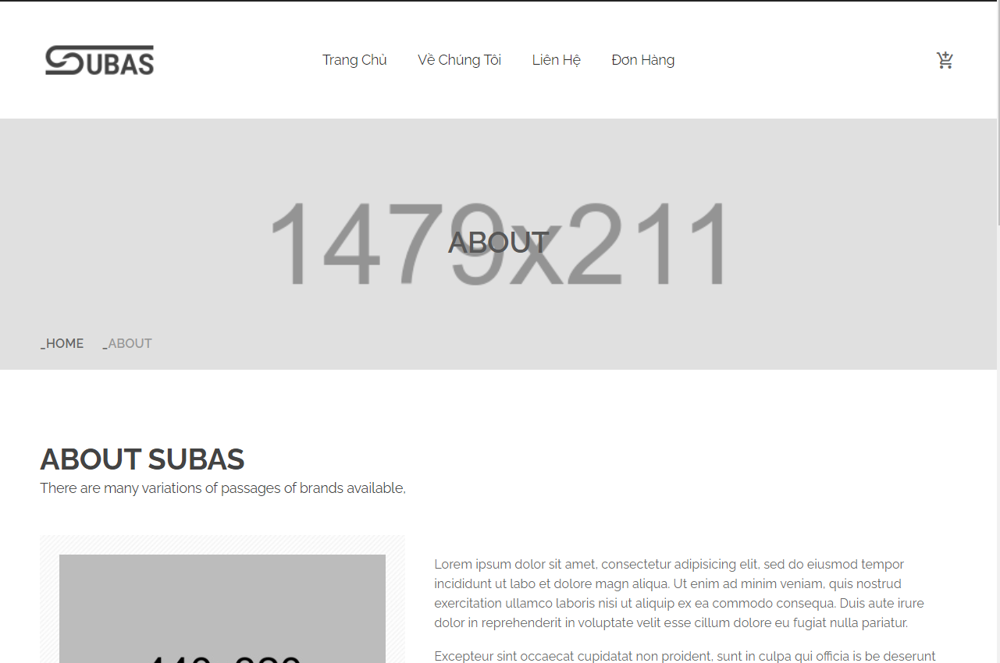 SUBAS
Trang Chủ
Về Chúng Tôi
Liên Hệ
Đơn Hàng
1479x211
ABOUT
_HOME
_ABOUT
ABOUT SUBAS
There are many variations of passages of brands available,
Lorem ipsum dolor sit amet, consectetur adipisicing elit, sed do eiusmod tempor
incididunt ut labo et dolore magn aliqua. Ut enim ad minim veniam, quis nostrud
exercitation ullamco laboris nisi ut aliquip ex ea commodo consequa. Duis aute irure
dolor in reprehenderit in voluptate velit esse cillum dolore eu fugiat nulla pariatur.
Excepteur sint occaecat cupidatat non proident, sunt in culpa qui officia is be deserunt